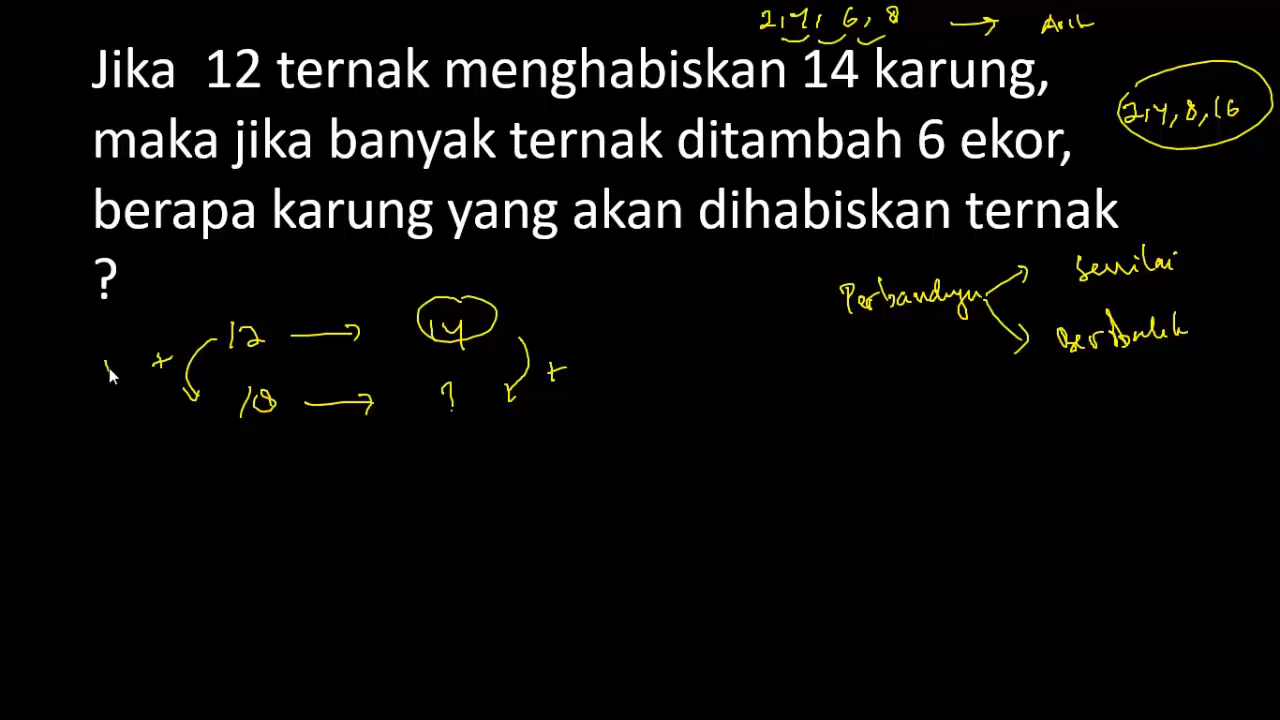 2, 4, 6, 8 → Arit
Jika 12 ternak menghabiskan 14 karung,
2, 4, 8, 16
maka jika banyak ternak ditambah 6 ekor,
berapa karung yang akan dihabiskan ternak
?
Senilai
Perbandingan
Berbalik
12 → 14
+ +
18 → ?